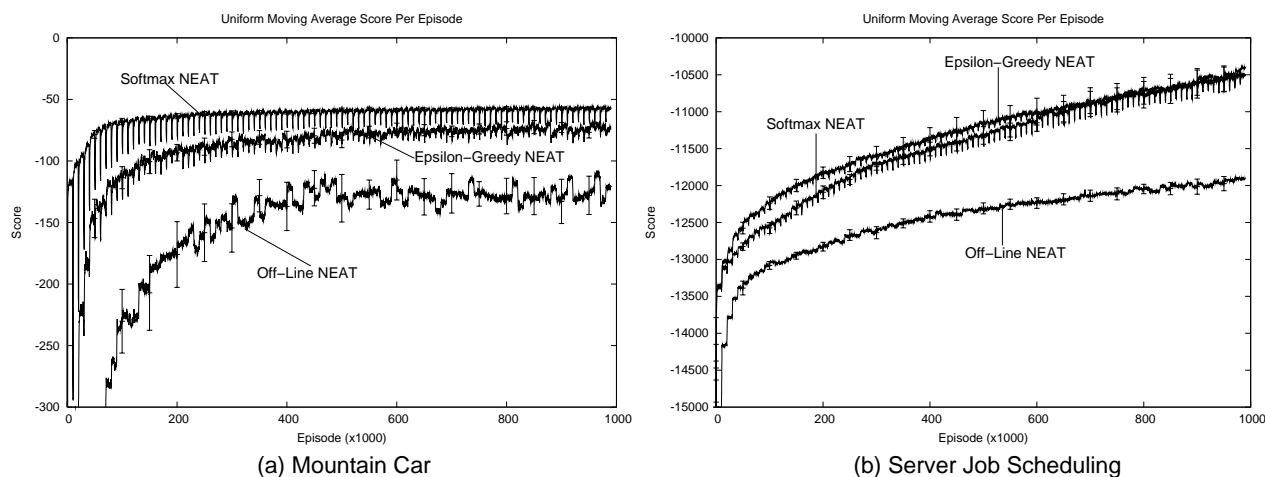 Uniform Moving Average Score Per Episode
0
-50
-100
-150
-200
-250
-300
Score
Softmax NEAT
Epsilon-Greedy NEAT
Off-Line NEAT
0 200 400 600 800 1000
Episode (x1000)
(a) Mountain Car
Uniform Moving Average Score Per Episode
-10000
-10500
-11000
-11500
-12000
-12500
-13000
-13500
-14000
-14500
-15000
Score
Epsilon-Greedy NEAT
Softmax NEAT
Off-Line NEAT
0 200 400 600 800 1000
Episode (x1000)
(b) Server Job Scheduling